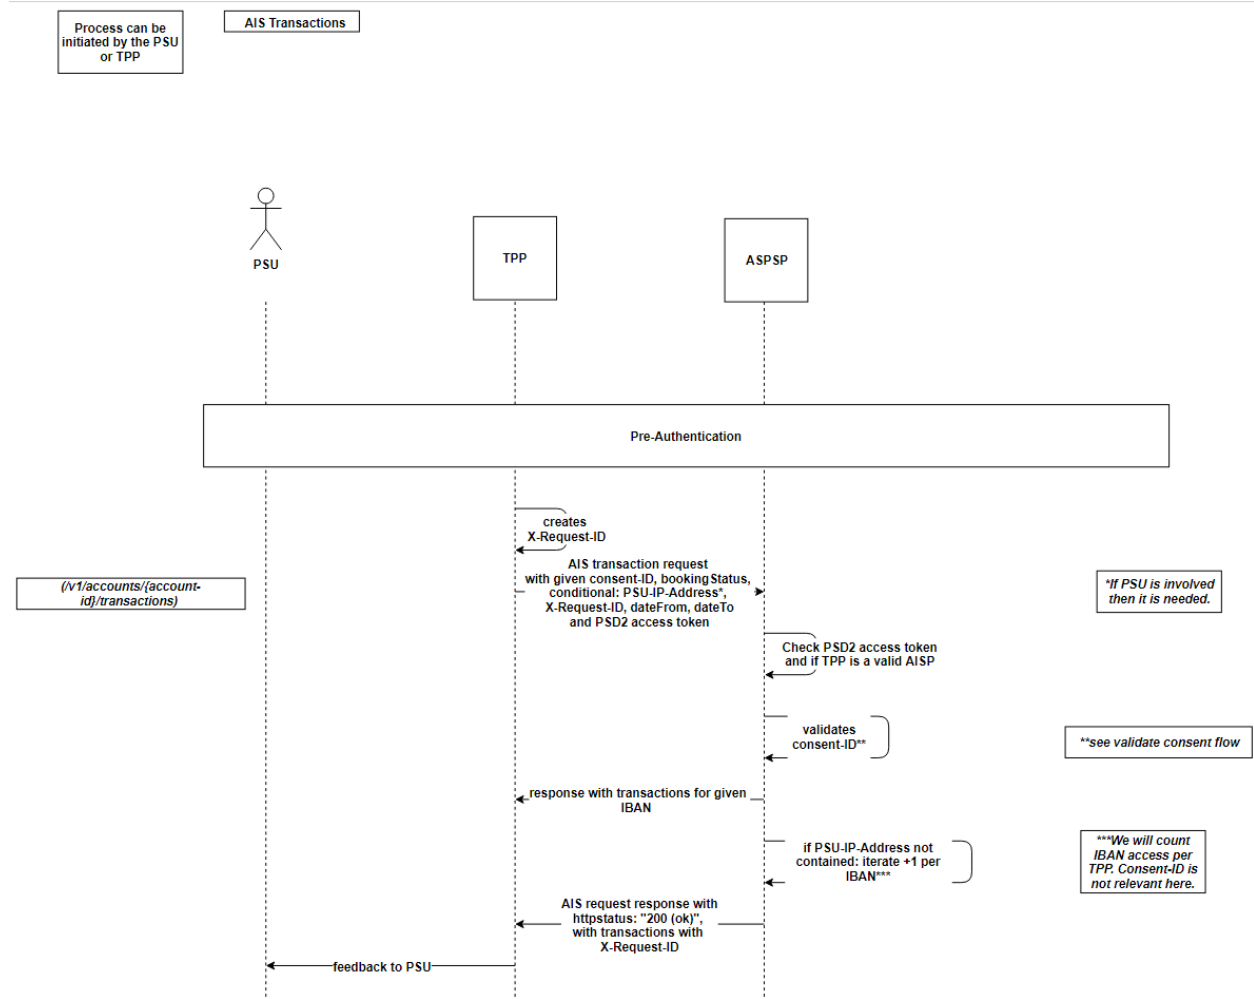 Process can be
initiated by the PSU
or TPP
AIS Transactions
PSU
TPP
ASPSP
Pre-Authentication
creates
X-Request-ID
(/v1/accounts/{account-
id}/transactions)
AIS transaction request
with given consent-ID, bookingStatus,
conditional: PSU-IP-Address*,
X-Request-ID, dateFrom, dateTo
and PSD2 access token
*If PSU is involved
then it is needed.
Check PSD2 access token
and if TPP is a valid AISP
validates
consent-ID**
**see validate consent flow
response with transactions for given
IBAN
if PSU-IP-Address not
contained: iterate +1 per
IBAN***
***We will count
IBAN access per
TPP. Consent-ID is
not relevant here.
AIS request response with
httpstatus: "200 (ok)",
with transactions with
X-Request-ID
feedback to PSU